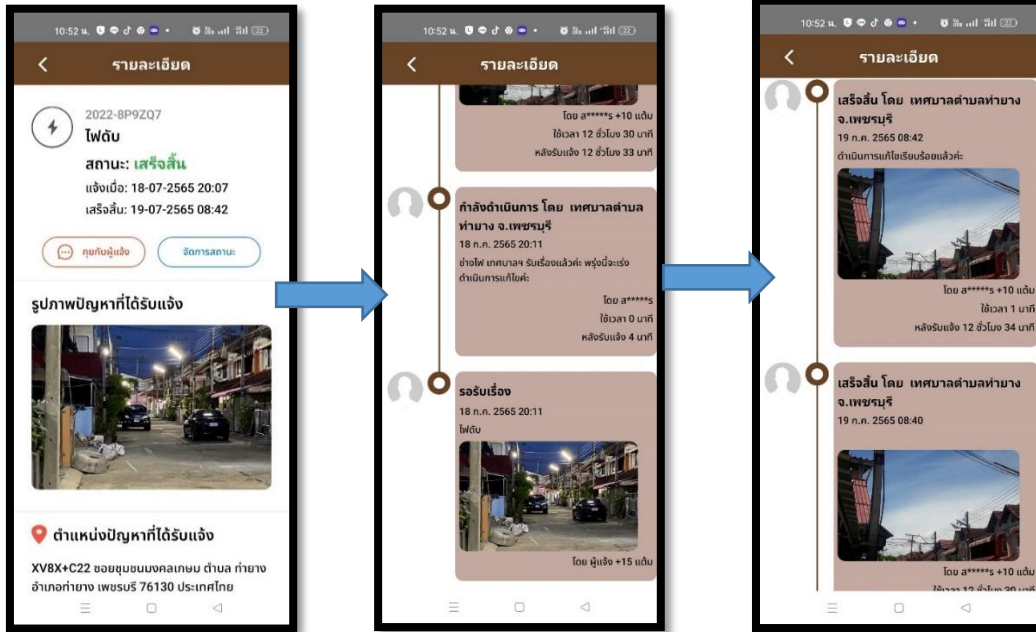 10:52 น.
22
รายละเอียด
2022-8P9ZQ7
ไฟดับ
สถานะ: เสร็จสิ้น
แจ้งเมื่อ: 18-07-2565 20:07
เสร็จสิ้น: 19-07-2565 08:42
คุยกับผู้แจ้ง
จัดการสถานะ
รูปภาพปัญหาที่ได้รับแจ้ง
ตำแหน่งปัญหาที่ได้รับแจ้ง
XV8X+C22 ซอยชุมชนมงคลเกษม ตำบล ท่ายาง
อำเภอท่ายาง เพชรบุรี 76130 ประเทศไทย
10:52 น.
22
รายละเอียด
โดย a*****s +10 แต้ม
ใช้เวลา 12 ชั่วโมง 30 นาที
หลังรับแจ้ง 12 ชั่วโมง 33 นาที
กำลังดำเนินการ โดย เทศบาลตำบล
ท่ายาง จ.เพชรบุรี
18 ก.ค. 2565 20:11
ช่างไฟ เทศบาลฯ รับเรื่องแล้วค่ะ พรุ่งนี้จะเร่ง
ดำเนินการแก้ไขค่ะ
โดย s*****s
ใช้เวลา 0 นาที
หลังรับแจ้ง 4 นาที
รอรับเรื่อง
18 ก.ค. 2565 20:11
ไฟดับ
โดย ผู้แจ้ง +15 แต้ม
10:52 น.
22
รายละเอียด
เสร็จสิ้น โดย เทศบาลตำบลท่ายาง
จ.เพชรบุรี
19 ก.ค. 2565 08:42
ดำเนินการแก้ไขเรียบร้อยแล้วค่ะ
โดย a*****s +10 แต้ม
ใช้เวลา 1 นาที
หลังรับแจ้ง 12 ชั่วโมง 34 นาที
เสร็จสิ้น โดย เทศบาลตำบลท่ายาง
จ.เพชรบุรี
19 ก.ค. 2565 08:40
โดย a*****s +10 แต้ม
ใช้เวลา 12 ชั่วโมง 30 นาที